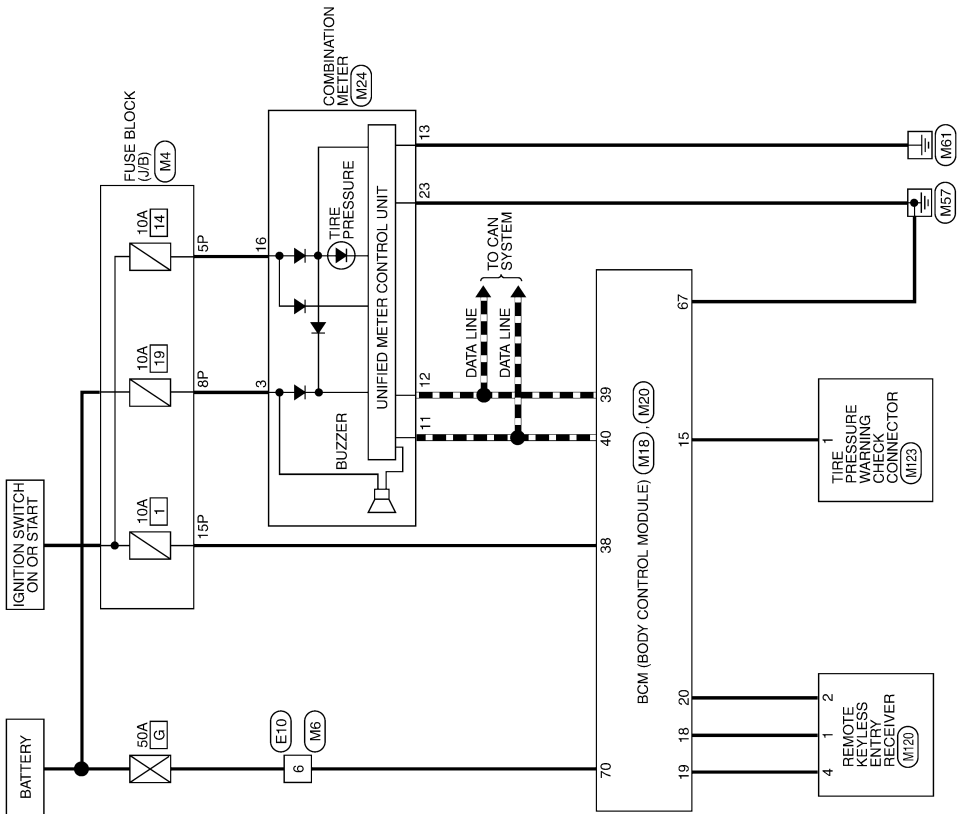 BATTERY
IGNITION SWITCH
ON OR START
FUSE BLOCK
(J/B)
M4
50A
G
10A
1
10A
19
10A
14
15P
8P
5P
E10
M6
6
COMBINATION
METER
M24
3
16
BUZZER
TIRE
PRESSURE
UNIFIED METER CONTROL UNIT
11
12
23
13
DATA LINE
DATA LINE
TO CAN
SYSTEM
M57
M61
70
38
40
39
67
BCM (BODY CONTROL MODULE)
M18
,
M20
19
18
20
15
4
1
2
REMOTE
KEYLESS
ENTRY
RECEIVER
M120
1
TIRE
PRESSURE
WARNING
CHECK
CONNECTOR
M123